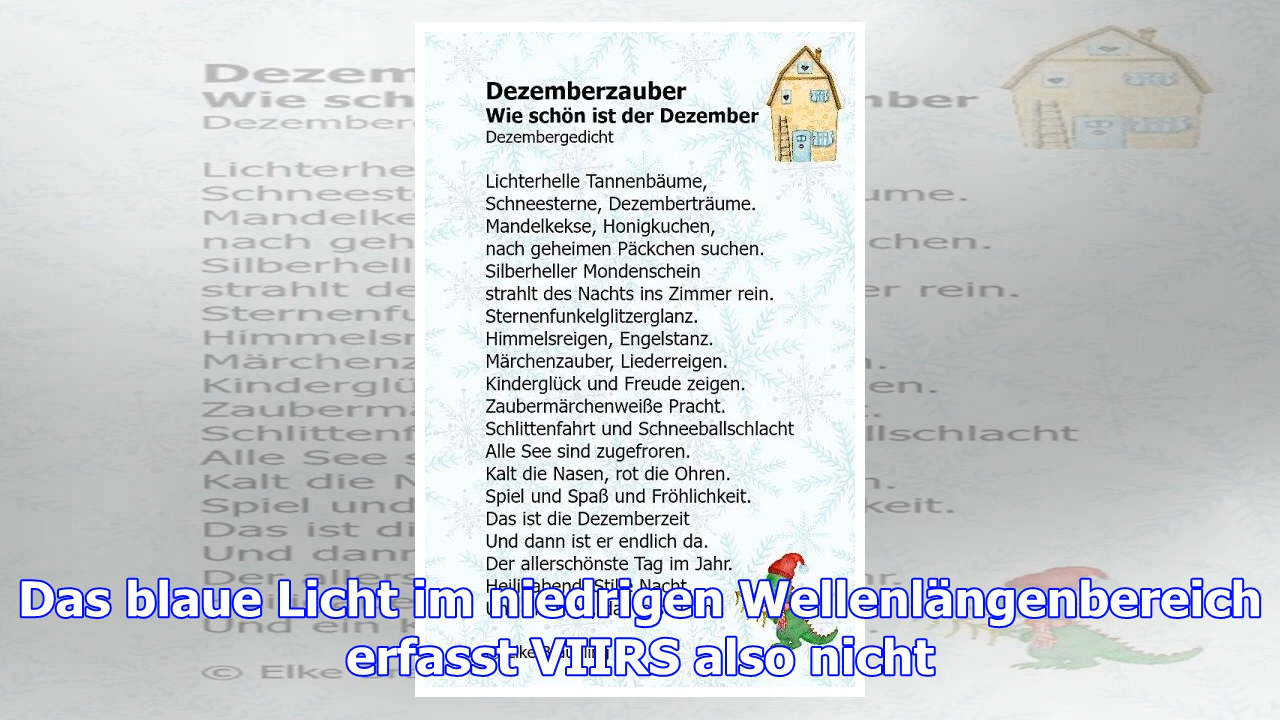 Dezemberzauber
Wie schön ist der Dezember
Dezembergedicht
Lichterhelle Tannenbäume,
Schneesterne, Dezemberträume.
Mandelkekse, Honigkuchen,
nach geheimen Päckchen suchen.
Silberheller Mondenschein
strahlt des Nachts ins Zimmer rein.
Sternenfunkelglitzerglanz.
Himmelsreigen, Engelstanz.
Märchenzauber, Liederreigen.
Kinderglück und Freude zeigen.
Zaubermärchenweiße Pracht.
Schlittenfahrt und Schneeballschlacht
Alle See sind zugefroren.
Kalt die Nasen, rot die Ohren.
Spiel und Spaß und Fröhlichkeit.
Das ist die Dezemberzeit
Und dann ist er endlich da.
Der allerschönste Tag im Jahr.
Heiligabend. Stille Nacht
Das blaue Licht im niedrigen Wellenlängenbereich
erfasst VIIRS also nicht
© Elke